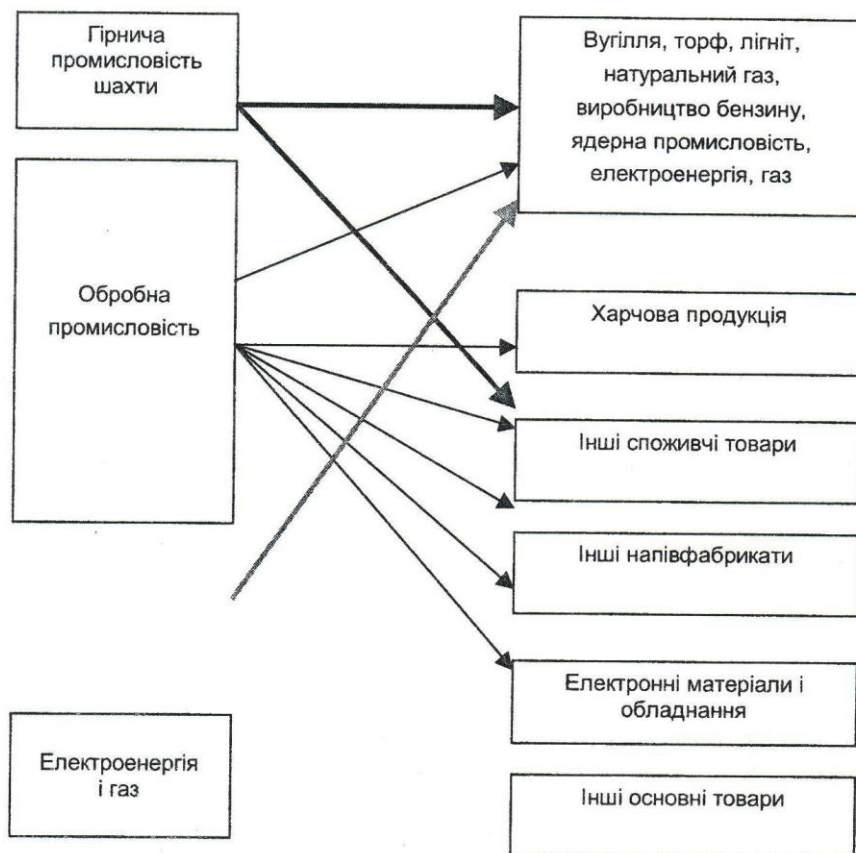 Гірнича
промисловість
шахти
Обробна
промисловість
Електроенергія
і газ
Вугілля, торф, лігніт,
натуральний газ,
виробництво бензину,
ядерна промисловість,
електроенергія, газ
Харчова продукція
Інші споживчі товари
Інші напівфабрикати
Електронні матеріали і
обладнання
Інші основні товари